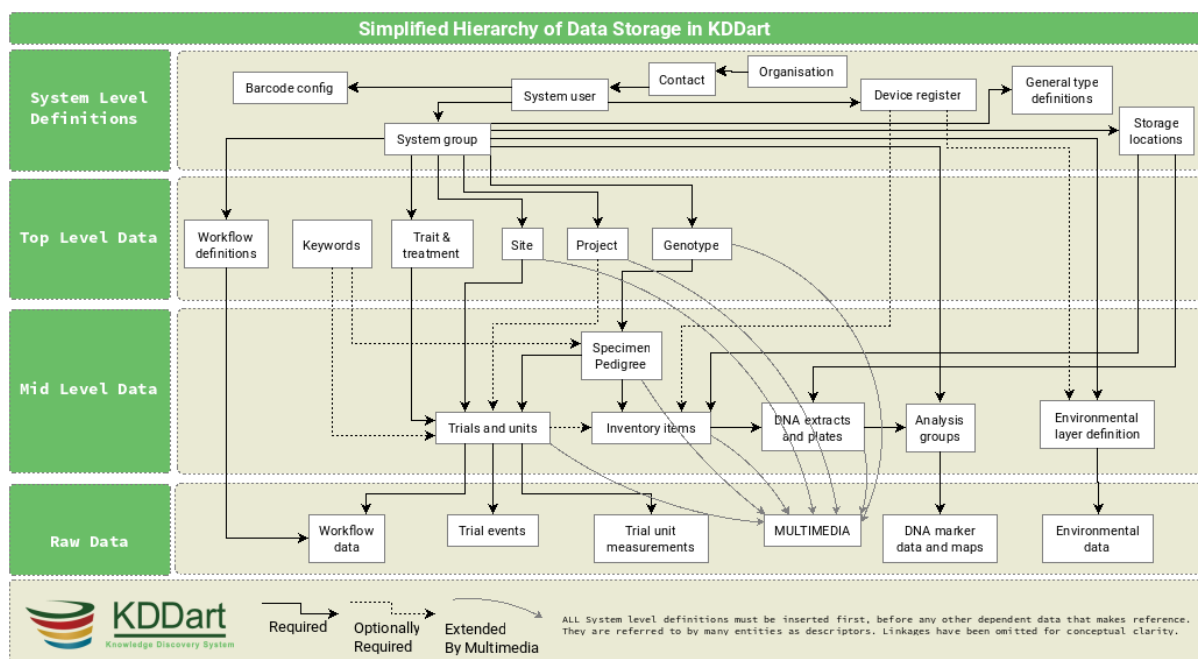 Simplified Hierarchy of Data Storage in KDDart
System Level
Definitions
Barcode config
System user
Contact
Organisation
Device register
General type
definitions
System group
Storage
locations
Top Level Data
Workflow
definitions
Keywords
Trait &
treatment
Site
Project
Genotype
Mid Level Data
Specimen
Pedigree
Trials and units
Inventory items
DNA extracts
and plates
Analysis
groups
Environmental
layer definition
Raw Data
Workflow
data
Trial events
Trial unit
measurements
MULTIMEDIA
DNA marker
data and maps
Environmental
data
KDDart
Knowledge Discovery System
Required
Optionally
Required
Extended
By Multimedia
ALL System level definitions must be inserted first, before any other dependent data that makes reference.
They are referred to by many entities as descriptors. Linkages have been omitted for conceptual clarity.